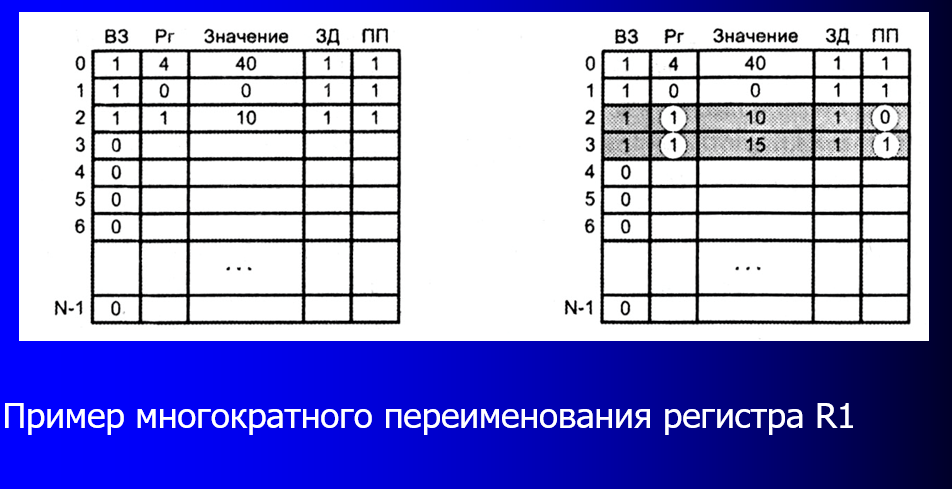 ВЗ Рг Значение ЗД ПП
0 1 4 40 1 1
1 1 0 0 1 1
2 1 1 10 1 1
3 0
4 0
5 0
6 0
...
N-1 0
ВЗ Рг Значение ЗД ПП
0 1 4 40 1 1
1 1 0 0 1 1
2 1 1 10 1 0
3 1 1 15 1 1
4 0
5 0
6 0
...
N-1 0
Пример многократного переименования регистра R1